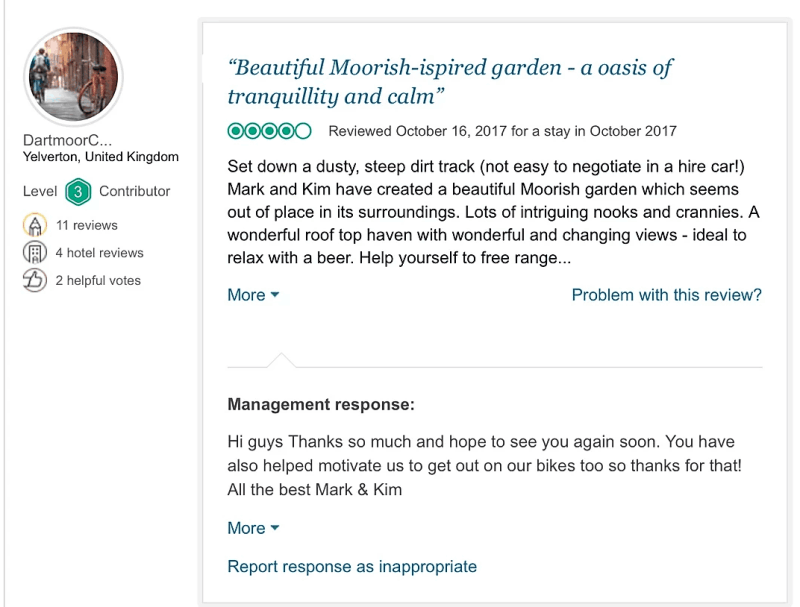 “Beautiful Moorish-ispired garden - a oasis of
tranquillity and calm”
Reviewed October 16, 2017 for a stay in October 2017
DartmoorC...
Yelverton, United Kingdom
Level 3 Contributor
11 reviews
4 hotel reviews
2 helpful votes
Set down a dusty, steep dirt track (not easy to negotiate in a hire car!)
Mark and Kim have created a beautiful Moorish garden which seems
out of place in its surroundings. Lots of intriguing nooks and crannies. A
wonderful roof top haven with wonderful and changing views - ideal to
relax with a beer. Help yourself to free range...
More
Problem with this review?
Management response:
Hi guys Thanks so much and hope to see you again soon. You have
also helped motivate us to get out on our bikes too so thanks for that!
All the best Mark & Kim
More
Report response as inappropriate